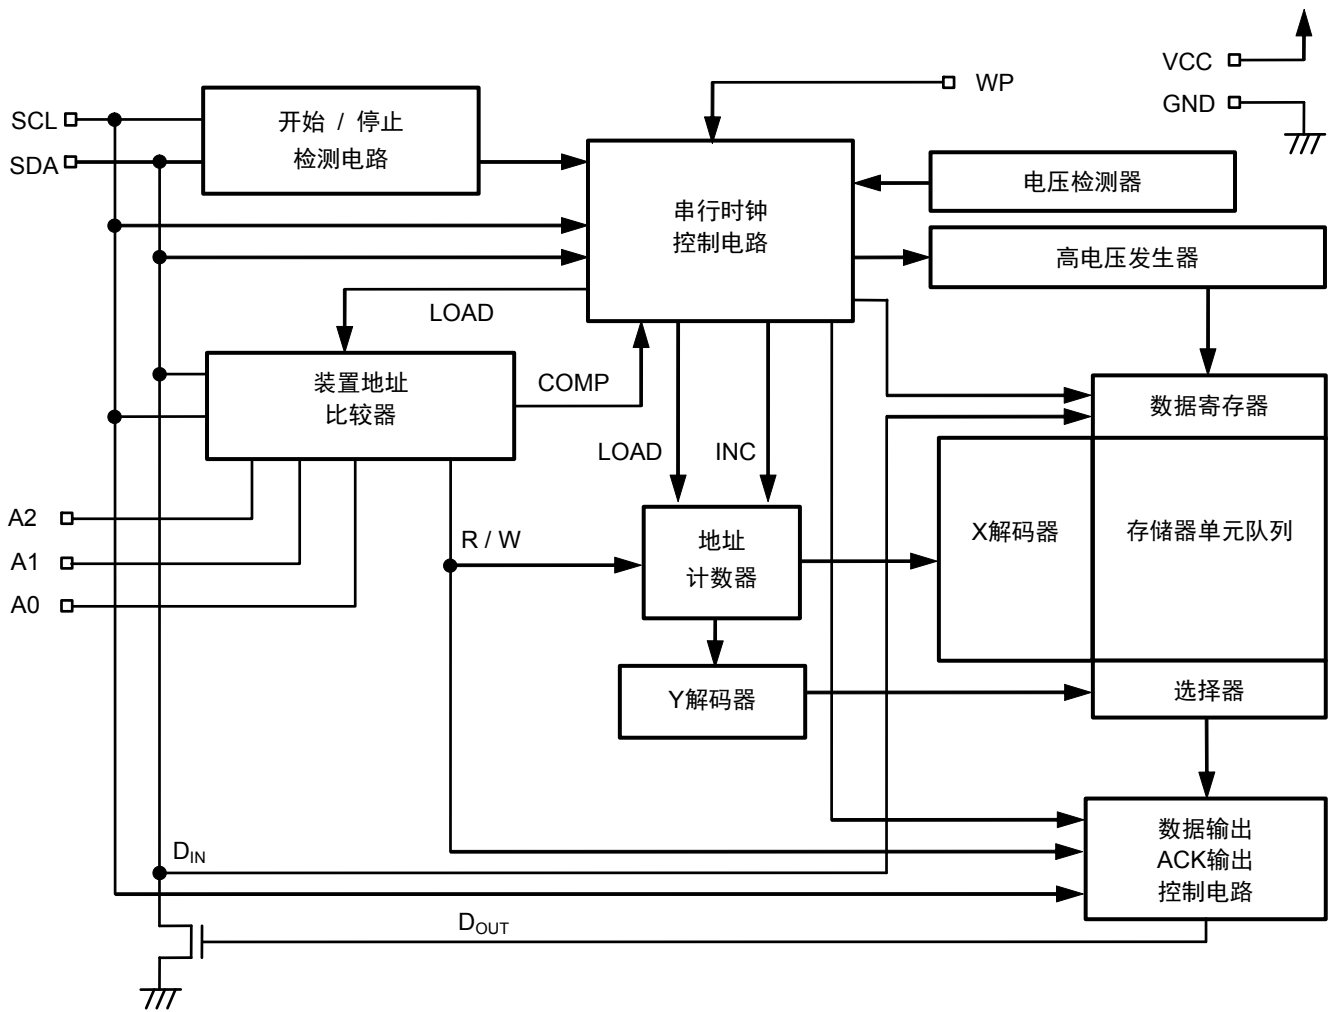 VCC
GND
WP
SCL
SDA
开始 / 停止
检测电路
串行时钟
控制电路
电压检测器
高电压发生器
LOAD
装置地址
比较器
COMP
数据寄存器
LOAD
INC
A2
A1
A0
R / W
地址
计数器
X解码器
存储器单元队列
Y解码器
选择器
数据输出
ACK输出
控制电路
DIN
DOUT